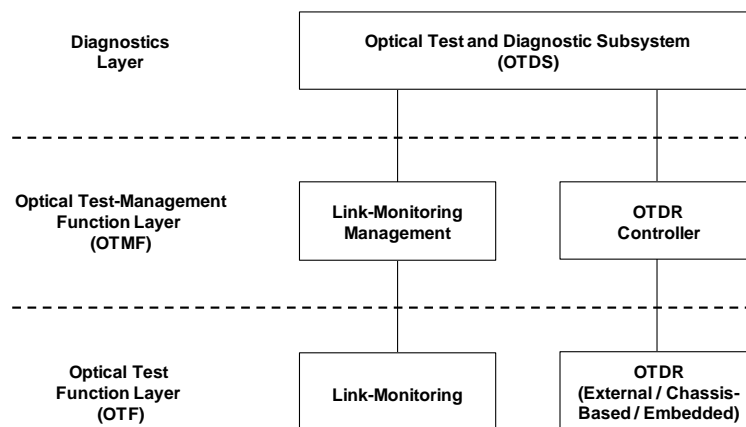 Diagnostics
Layer
Optical Test and Diagnostic Subsystem
(OTDS)
Optical Test-Management
Function Layer
(OTMF)
Link-Monitoring
Management
OTDR
Controller
Optical Test
Function Layer
(OTF)
Link-Monitoring
OTDR
(External / Chassis-
Based / Embedded)